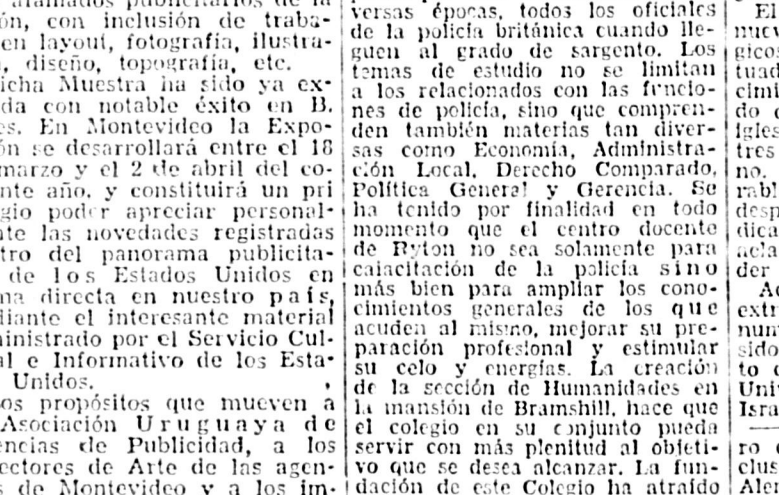 afamados publicitarios de la
ón, con inclusión de traba-
en layout, fotografía, ilustra-
, diseño, topografía, etc.
icha Muestra ha sido ya ex-
da con notable éxito en B.
es. En Montevideo la Expo-
ón se desarrollará entre el 18
marzo y el 2 de abril del co-
nte año, y constituirá un pri
gio poder apreciar personal-
nte las novedades registradas
tro del panorama publicita-
de los Estados Unidos en
ma directa en nuestro país,
diante el interesante material
ministrado por el Servicio Cul-
al e Informativo de los Esta-
Unidos.
os propósitos que mueven a
Asociación Uruguaya de
encias de Publicidad, a los
ectores de Arte de las agen-
s de Montevideo y a los im-
versas épocas, todos los oficiales
de la policía británica cuando lle-
guen al grado de sargento. Los
temas de estudio no se limitan
a los relacionados con las funcio-
nes de policía, sino que compren-
den también materias tan diver-
sas como Economía, Administra-
ción Local, Derecho Comparado,
Política General y Gerencia. Se
ha tenido por finalidad en todo
momento que el centro docente
de Ryton no sea solamente para
caiacitación de la policía sino
más bien para ampliar los cono-
cimientos generales de los que
acuden al mismo, mejorar su pre-
paración profesional y estimular
su celo y energías. La creación
de la sección de Humanidades en
la mansión de Bramshill, hace que
el colegio en su conjunto pueda
servir con más plenitud al objeti-
vo que se desea alcanzar. La fun-
dación de este Colegio ha atraído
El
nuev
gicos
tuad
cimi
do
igles
tres
no.
rabl
desp
dica
acla
der
Ac
extr
nun
sido
to
Uni
Isra
ro
clus
Alem